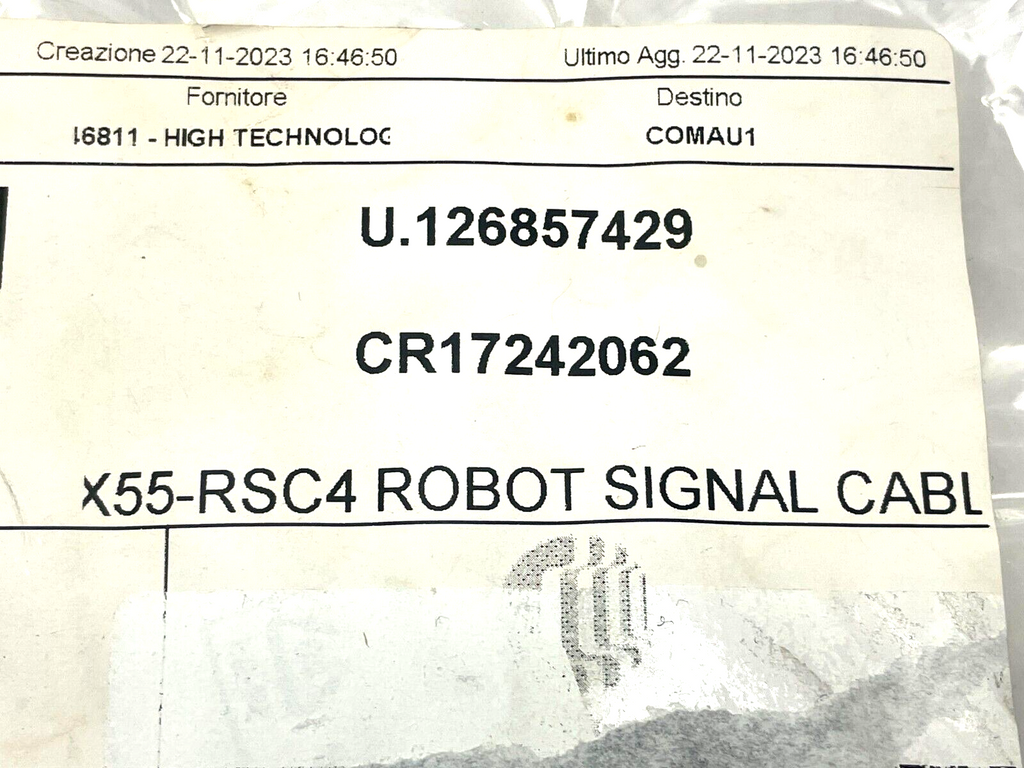 Creazione 22-11-2023 16:46:50 Ultimo Agg. 22-11-2023 16:46:50
Fornitore Destino
46811 - HIGH TECHNOLOG COMAU1
U.126857429
CR17242062
X55-RSC4 ROBOT SIGNAL CABL